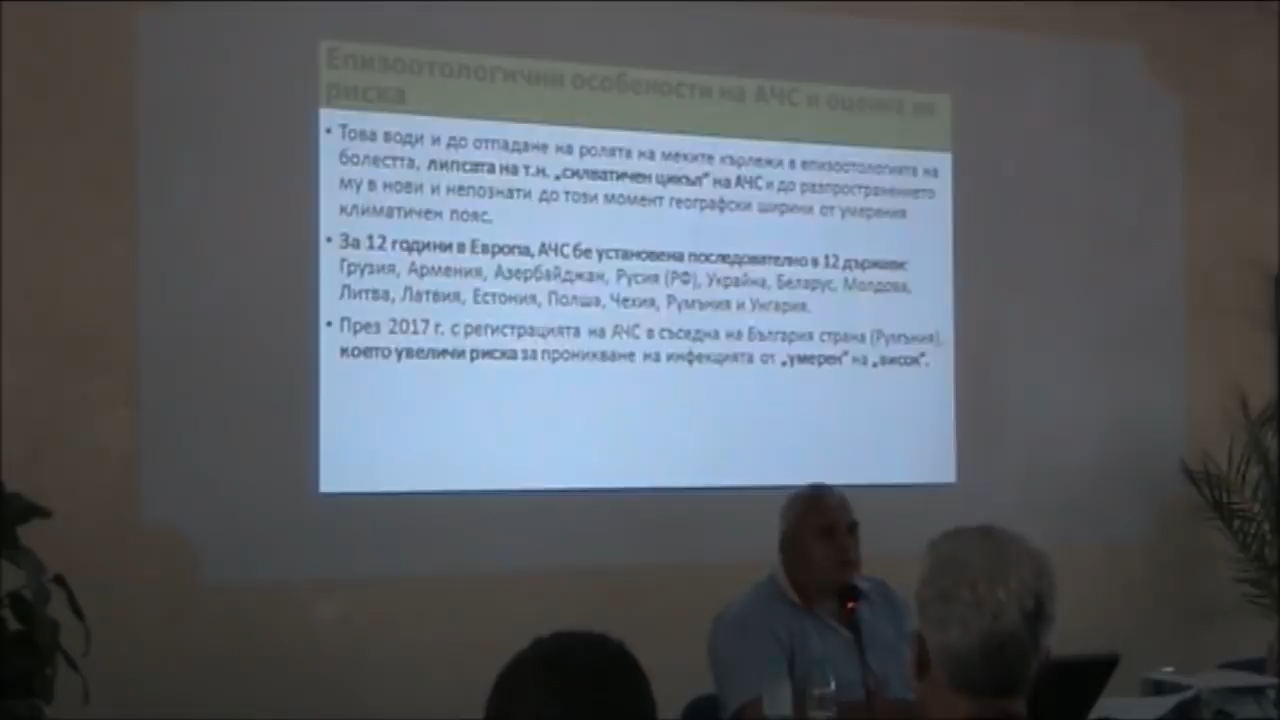 Епизоотологични особености на АЧС и оценка на
риска
• Това води и до отпадане на ролята на меките кърлежи в епизоотологията на
болестта, липсата на т.н. „силватичен цикъл“ на АЧС и до разпространението
му в нови и непознати до този момент географски ширини от умерения
климатичен пояс.
• За 12 години в Европа, АЧС бе установена последователно в 12 държави:
Грузия, Армения, Азербайджан, Русия (РФ), Украйна, Беларус, Молдова,
Литва, Латвия, Естония, Полша, Чехия, Румъния и Унгария.
• През 2017 г. с регистрацията на АЧС в съседна на България страна (Румъния),
което увеличи риска за проникване на инфекцията от „умерен“ на „висок“.